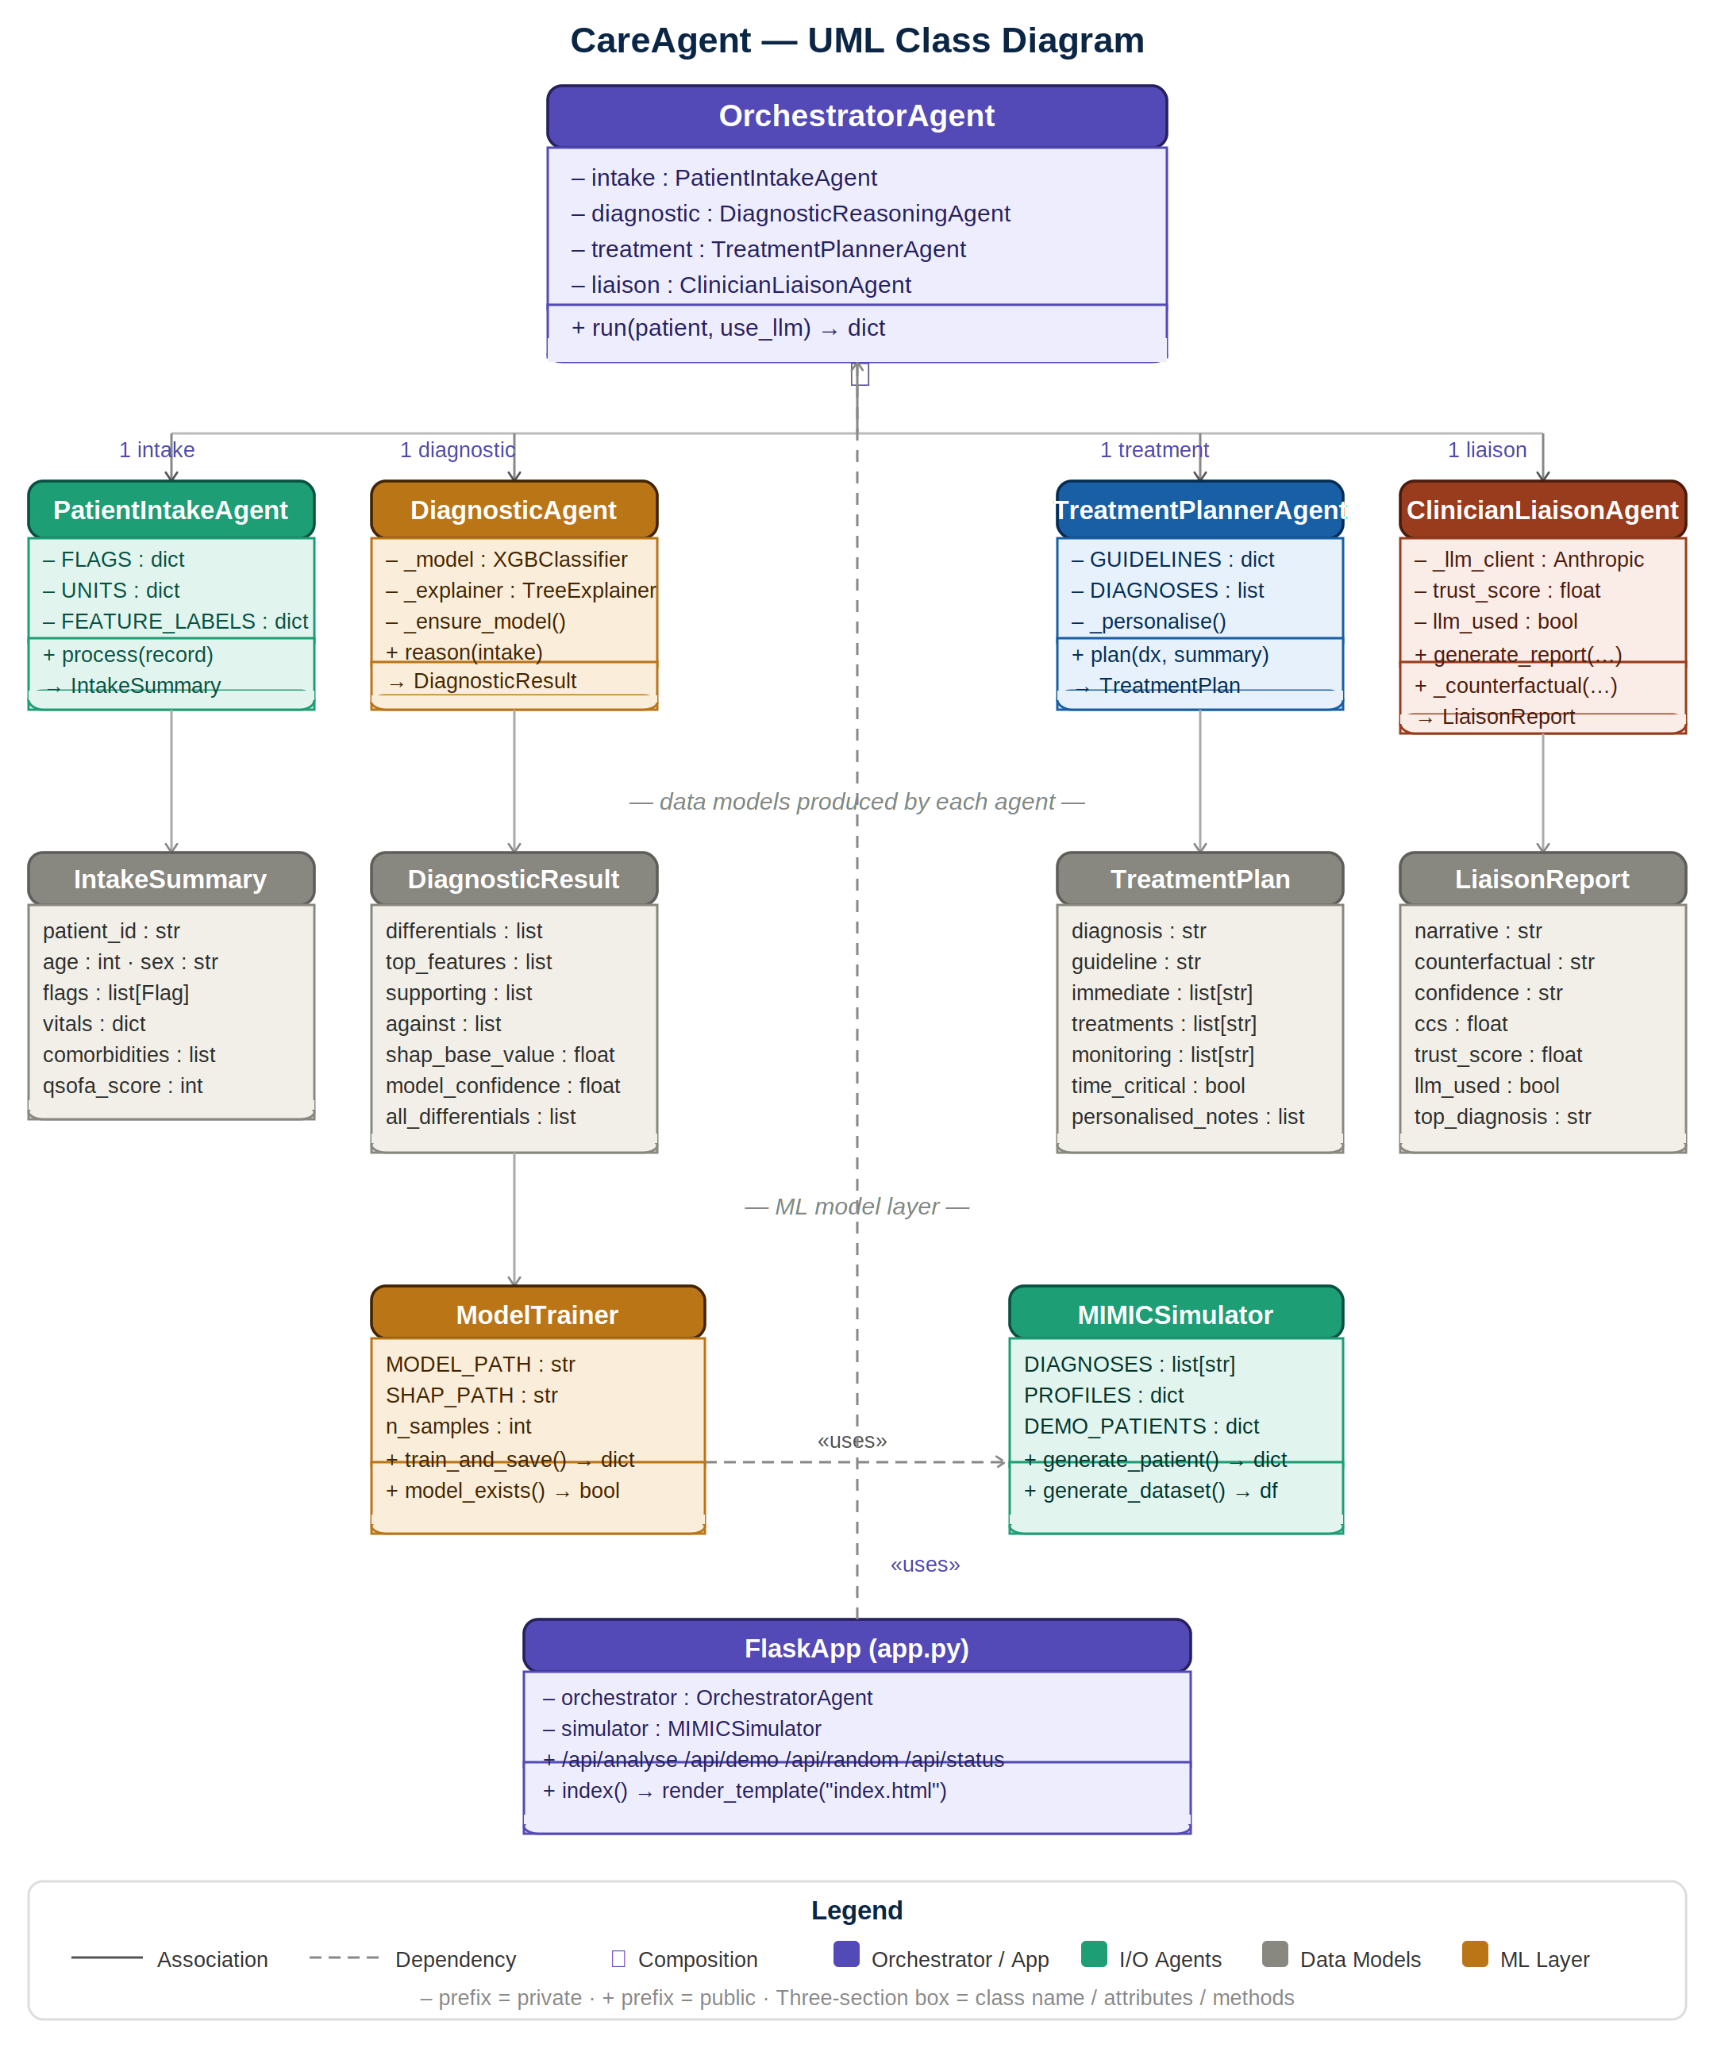 CareAgent — UML Class Diagram
OrchestratorAgent
– intake : PatientIntakeAgent
– diagnostic : DiagnosticReasoningAgent
– treatment : TreatmentPlannerAgent
– liaison : ClinicianLiaisonAgent
+ run(patient, use_llm) → dict
1 intake
1 diagnostic
1 treatment
1 liaison
PatientIntakeAgent
– FLAGS : dict
– UNITS : dict
– FEATURE_LABELS : dict
+ process(record)
→ IntakeSummary
DiagnosticAgent
– _model : XGBClassifier
– _explainer : TreeExplainer
– _ensure_model()
+ reason(intake)
→ DiagnosticResult
TreatmentPlannerAgent
– GUIDELINES : dict
– DIAGNOSES : list
– _personalise()
+ plan(dx, summary)
→ TreatmentPlan
ClinicianLiaisonAgent
– _llm_client : Anthropic
– trust_score : float
– llm_used : bool
+ generate_report(…)
+ _counterfactual(…)
→ LiaisonReport
— data models produced by each agent —
IntakeSummary
patient_id : str
age : int · sex : str
flags : list[Flag]
vitals : dict
comorbidities : list
qsofa_score : int
DiagnosticResult
differentials : list
top_features : list
supporting : list
against : list
shap_base_value : float
model_confidence : float
all_differentials : list
TreatmentPlan
diagnosis : str
guideline : str
immediate : list[str]
treatments : list[str]
monitoring : list[str]
time_critical : bool
personalised_notes : list
LiaisonReport
narrative : str
counterfactual : str
confidence : str
ccs : float
trust_score : float
llm_used : bool
top_diagnosis : str
— ML model layer —
ModelTrainer
MODEL_PATH : str
SHAP_PATH : str
n_samples : int
+ train_and_save() → dict
+ model_exists() → bool
«uses»
MIMICSimulator
DIAGNOSES : list[str]
PROFILES : dict
DEMO_PATIENTS : dict
+ generate_patient() → dict
+ generate_dataset() → df
«uses»
FlaskApp (app.py)
– orchestrator : OrchestratorAgent
– simulator : MIMICSimulator
+ /api/analyse /api/demo /api/random /api/status
+ index() → render_template("index.html")
Legend
Association
Dependency
Composition
Orchestrator / App
I/O Agents
Data Models
ML Layer
– prefix = private · + prefix = public · Three-section box = class name / attributes / methods